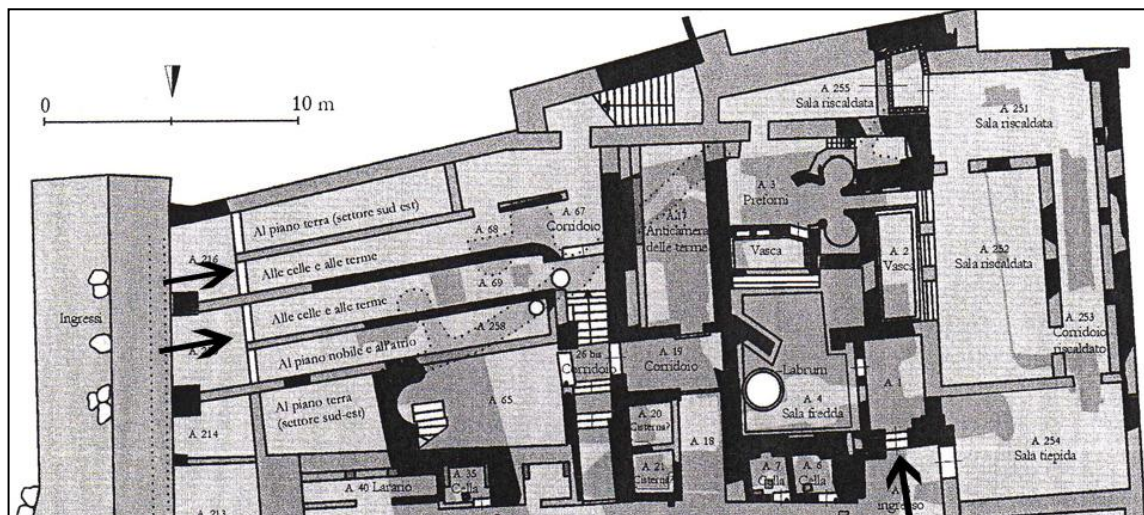 0
10 m
A. 255
Sala riscaldata
A. 251
Sala riscaldata
Al piano terra (settore sud est)
A. 67
Corridoio
A. 68
A. 17
Anticamera
delle terme
A. 3
Preforni
Vasca
A. 2
Vasca
A. 252
Sala riscaldata
A. 216
Alle celle e alle terme
Ingressi
Alle celle e alle terme
A. 69
A. 258
A. 253
Corridoio
riscaldato
Al piano nobile e all'atrio
26 bis
Corridoio
A. 19
Corridoio
Labrum
A. 1
A. 4
Sala fredda
Al piano terra
(settore sud-est)
A. 65
A. 20
Cisterna?
A. 18
A. 214
A. 254
Sala tiepida
A. 21
Cisterna?
A. 35
Cella
A. 7
Cella
A. 6
Cella
A. 40 Larario
ingresso
A. 213